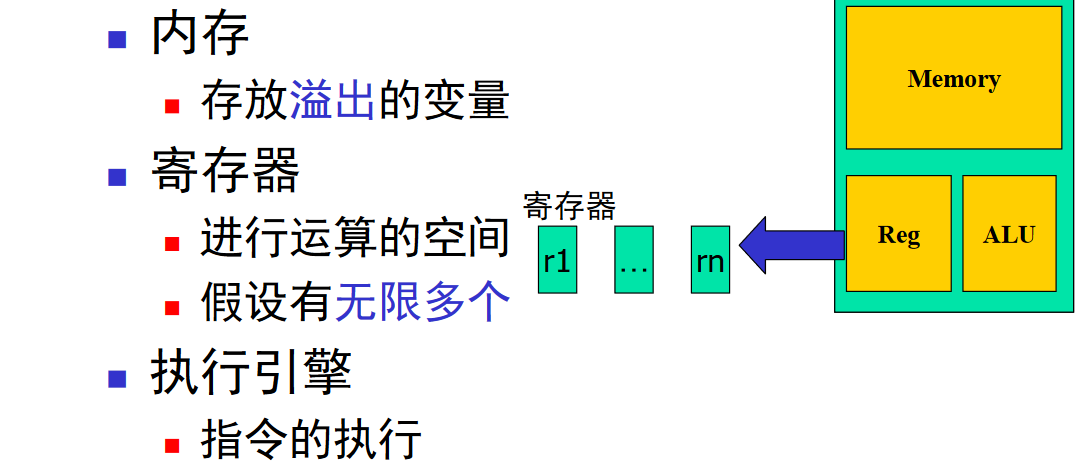 内存
存放溢出的变量
寄存器
进行运算的空间
假设有无限多个
执行引擎
指令的执行
寄存器
r1
...
rn
Memory
Reg
ALU